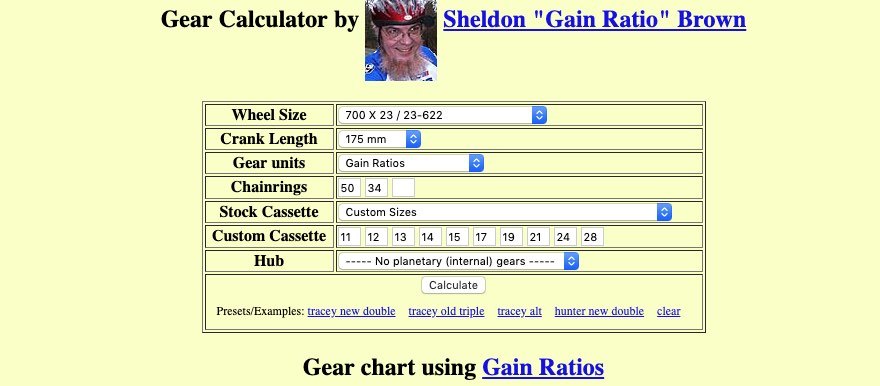 Gear Calculator by Sheldon "Gain Ratio" Brown
Wheel Size 700 X 23 / 23-622
Crank Length 175 mm
Gear units Gain Ratios
Chainrings 50 34
Stock Cassette Custom Sizes
Custom Cassette 11 12 13 14 15 17 19 21 24 28
Hub ----- No planetary (internal) gears -----
Calculate
Presets/Examples: tracey new double tracey old triple tracey alt hunter new double clear
Gear chart using Gain Ratios